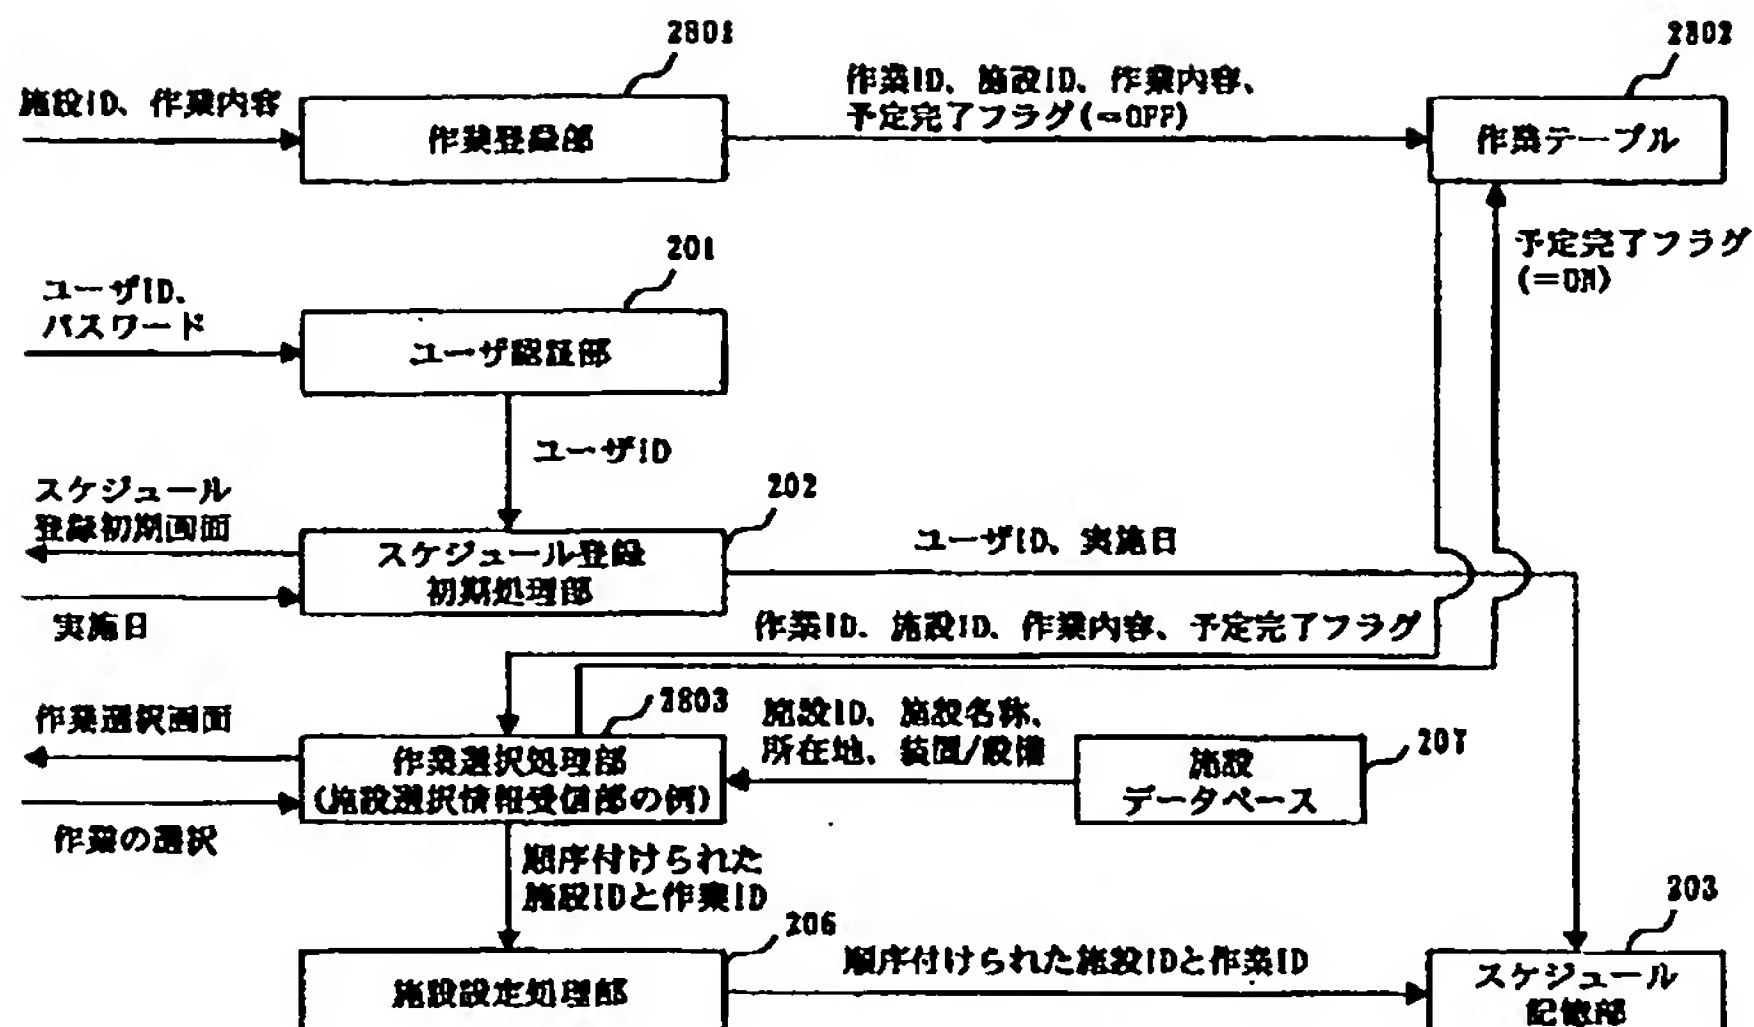 2801
2802
施設ID、作業内容
作業登録部
作業ID、施設ID、作業内容、
予定完了フラグ(=OFF)
作業テーブル
予定完了フラグ
(=ON)
201
ユーザID、
パスワード
ユーザ認証部
ユーザID
202
スケジュール
登録初期画面
スケジュール登録
初期処理部
ユーザID、実施日
実施日
作業ID、施設ID、作業内容、予定完了フラグ
2803
作業選択画面
作業選択処理部
(施設選択情報受信部の例)
施設ID、施設名称、
所在地、装置/設備
207
施設
データベース
作業の選択
順序付けられた
施設IDと作業ID
206
施設設定処理部
順序付けられた施設IDと作業ID
203
スケジュール
記憶部